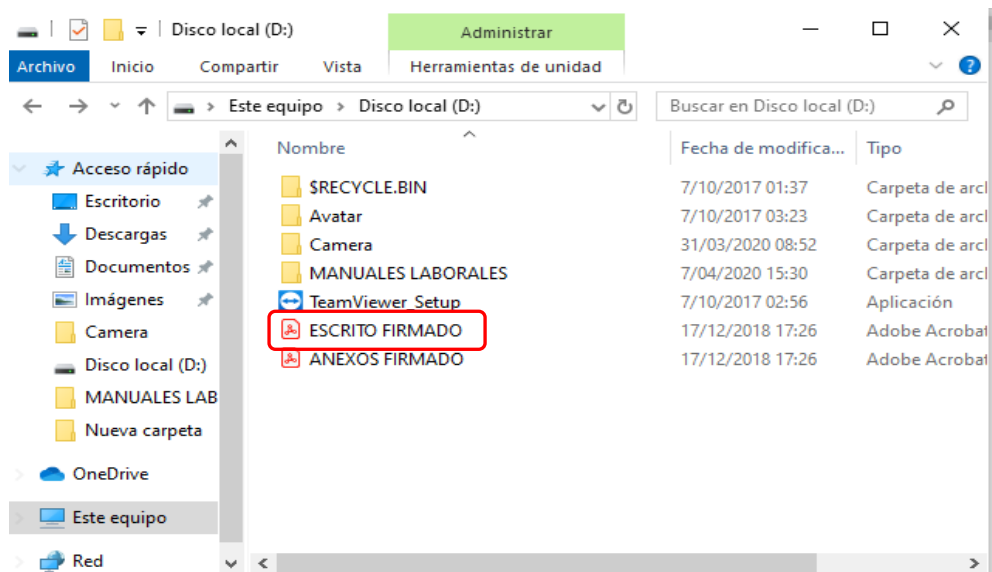 Disco local (D:)
Administrar
Archivo Inicio Compartir Vista Herramientas de unidad
Este equipo > Disco local (D:)
Buscar en Disco local (D:)
Nombre Fecha de modifica... Tipo
Acceso rápido
Escritorio
Descargas
Documentos
Imágenes
Camera
Disco local (D:)
MANUALES LAB
Nueva carpeta
OneDrive
Este equipo
Red
$RECYCLE.BIN 7/10/2017 01:37 Carpeta de arcl
Avatar 7/10/2017 03:23 Carpeta de arcl
Camera 31/03/2020 08:52 Carpeta de arcl
MANUALES LABORALES 7/04/2020 15:30 Carpeta de arcl
TeamViewer_Setup 7/10/2017 02:56 Aplicación
ESCRITO FIRMADO 17/12/2018 17:26 Adobe Acrobat
ANEXOS FIRMADO 17/12/2018 17:26 Adobe Acrobat